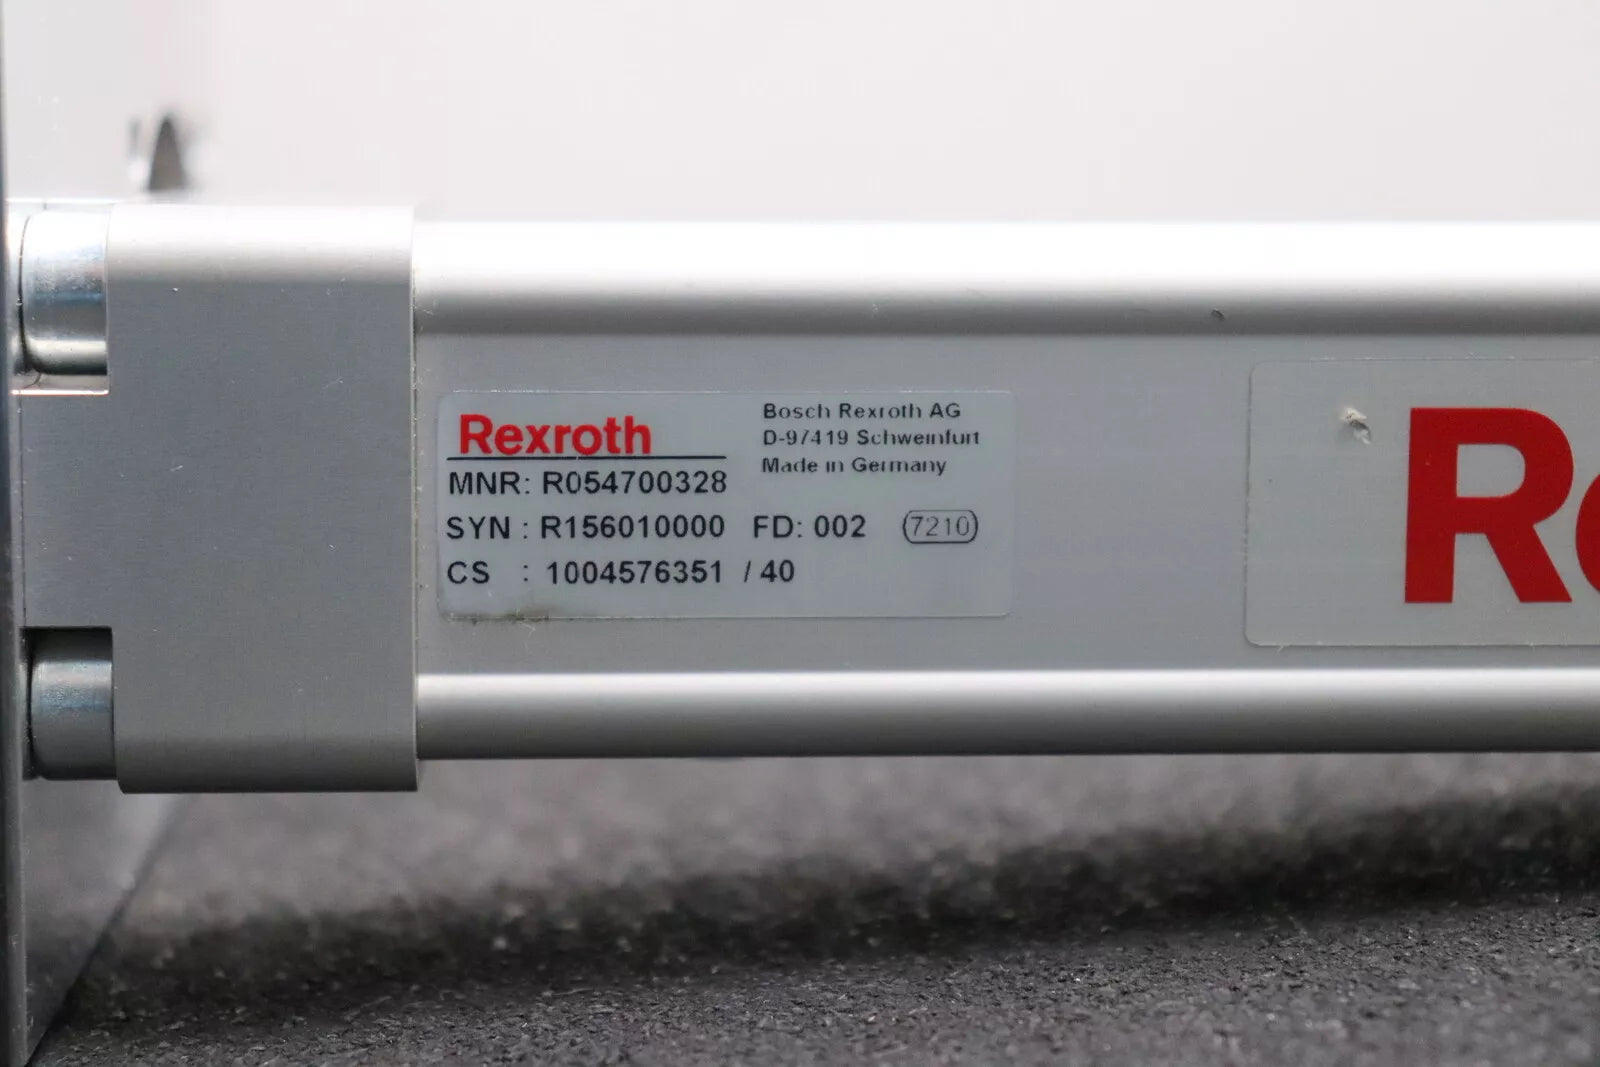 Rexroth
Bosch Rexroth AG
D-97419 Schweinfurt
Made in Germany
MNR: R054700328
SYN : R156010000 FD: 002 7210
CS : 1004576351 / 40
Re